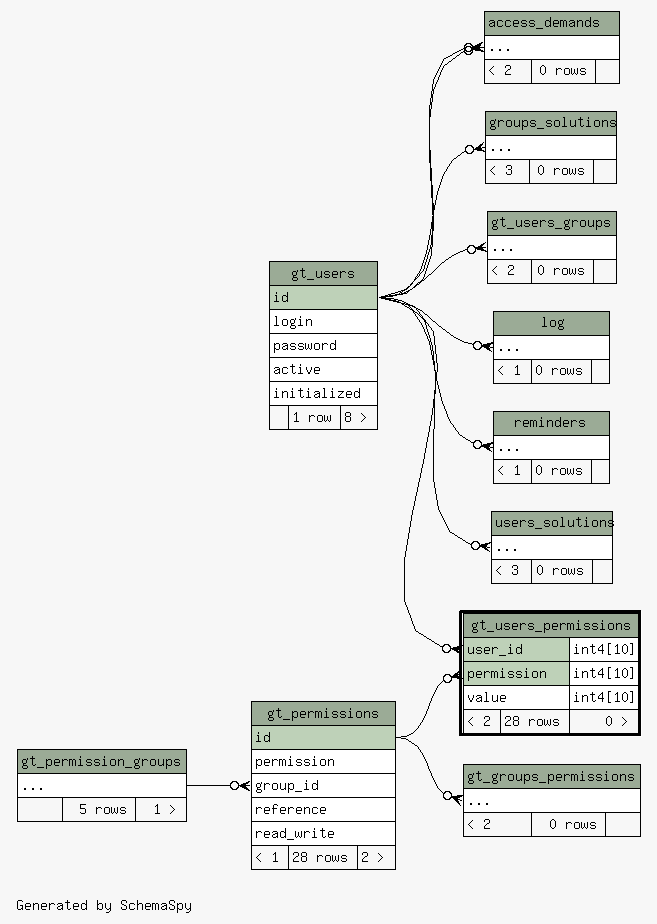 access_demands
...
< 2 0 rows
groups_solutions
...
< 3 0 rows
gt_users_groups
...
< 2 0 rows
gt_users
id
login
password
active
initialized
1 row 8 >
log
...
< 1 0 rows
reminders
...
< 1 0 rows
users_solutions
...
< 3 0 rows
gt_users_permissions
user_id int4[10]
permission int4[10]
value int4[10]
< 2 28 rows 0 >
gt_permissions
id
permission
group_id
reference
read_write
< 1 28 rows 2 >
gt_permission_groups
...
5 rows 1 >
gt_groups_permissions
...
< 2 0 rows
Generated by SchemaSpy